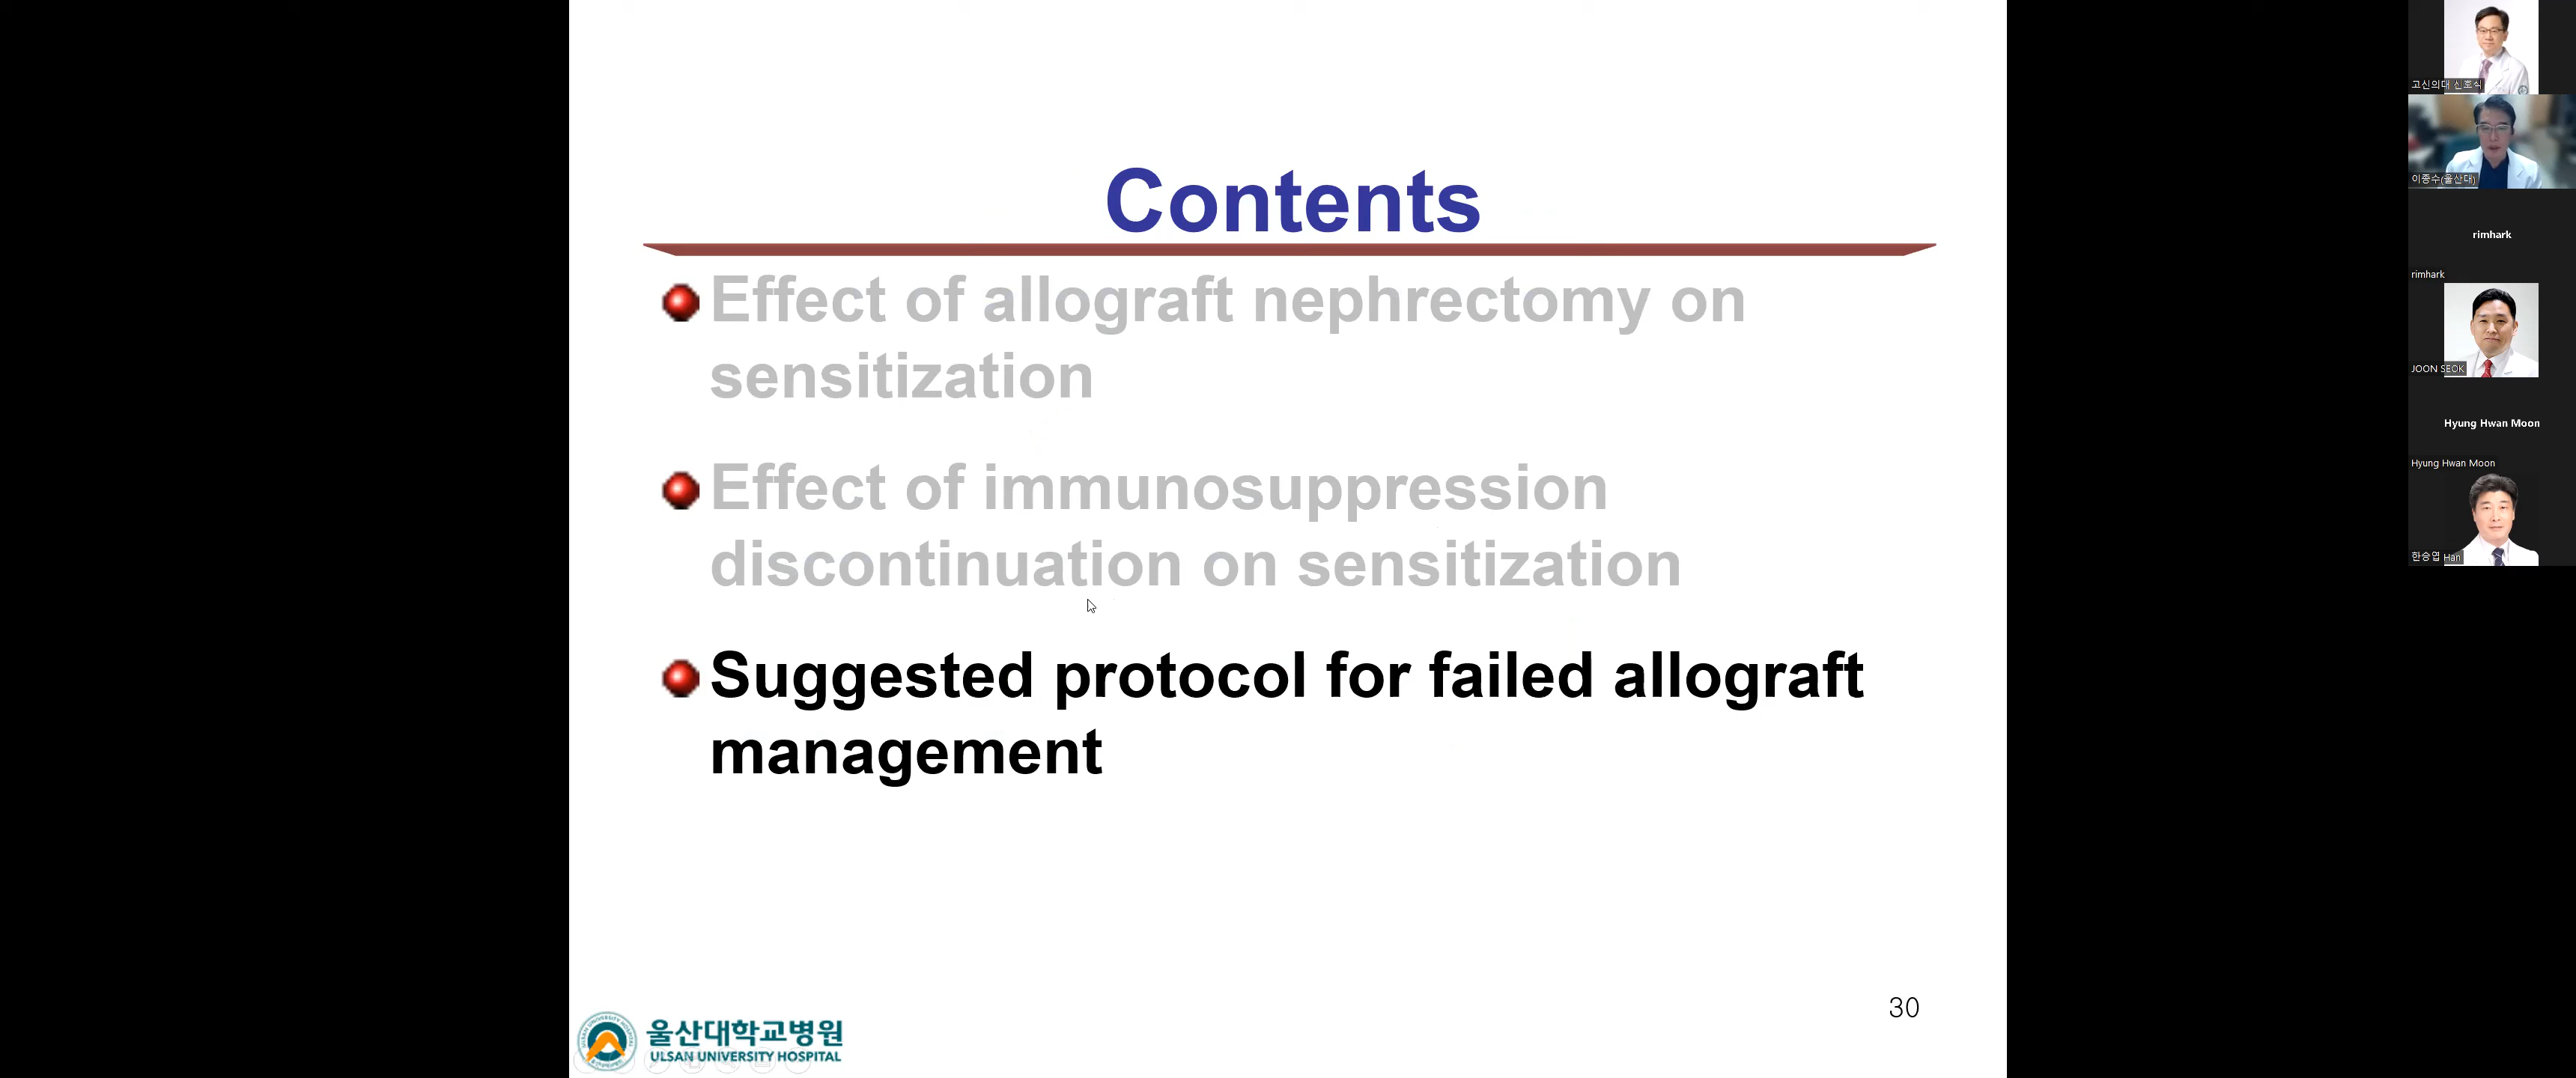 Contents
Effect of allograft nephrectomy on
sensitization
Effect of immunosuppression
discontinuation on sensitization
Suggested protocol for failed allograft
management
30
울산대학교병원
ULSAN UNIVERSITY HOSPITAL
고신의대 신호식
이종수(울산대)
rimhark
rimhark
JOON SEOK
Hyung Hwan Moon
Hyung Hwan Moon
한승엽 Han